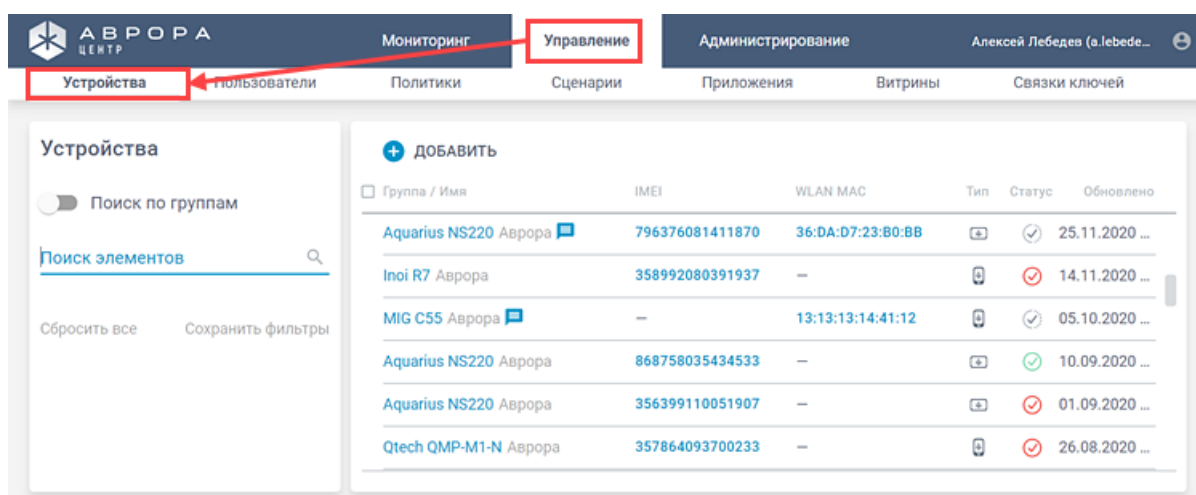 АВРОРА
ЦЕНТР
Мониторинг Управление Администрирование Алексей Лебедев (a.lebede...
Устройства Пользователи Политики Сценарии Приложения Витрины Связки ключей
Устройства
Поиск по группам
Поиск элементов
Сбросить все Сохранить фильтры
ДОБАВИТЬ
Группа / Имя IMEI WLAN MAC Тип Статус Обновлено
Aquarius NS220 Аврора 796376081411870 36:DA:D7:23:B0:BB 25.11.2020 ...
Inoi R7 Аврора 358992080391937 — 14.11.2020 ...
MIG C55 Аврора — 13:13:13:14:41:12 05.10.2020 ...
Aquarius NS220 Аврора 868758035434533 — 10.09.2020 ...
Aquarius NS220 Аврора 356399110051907 — 01.09.2020 ...
Qtech QMP-M1-N Аврора 357864093700233 — 26.08.2020 ...